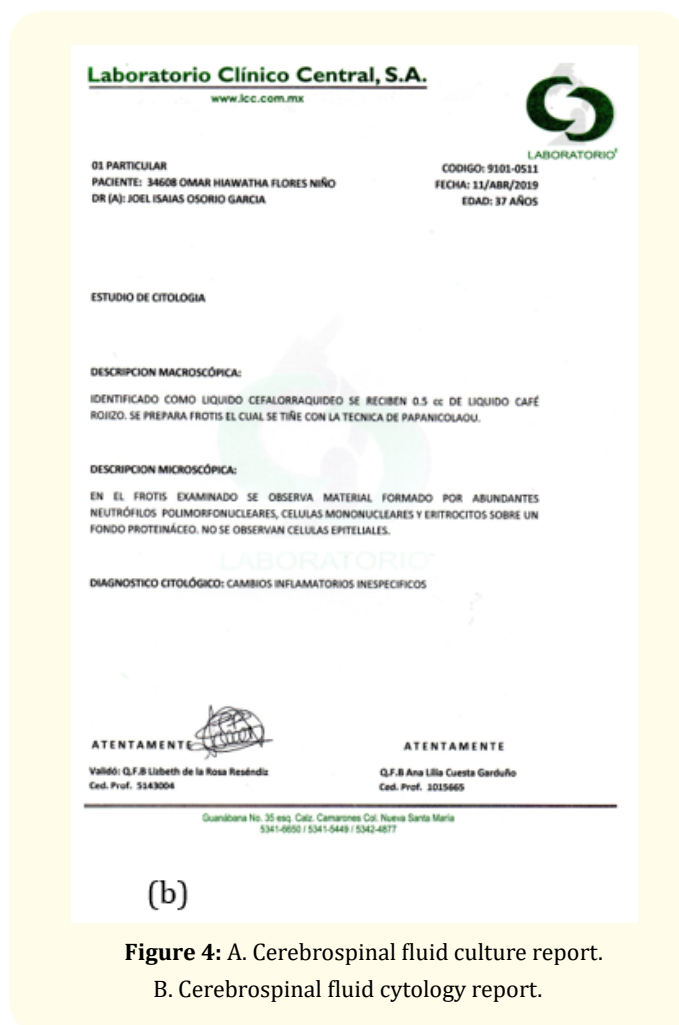 Laboratorio Clínico Central, S.A.
www.lcc.com.mx
LABORATORIO
01 PARTICULAR
PACIENTE: 34608 OMAR HIAWATHA FLORES NIÑO
DR (A): JOEL ISAIAS OSORIO GARCIA
CODIGO: 9101-0511
FECHA: 11/ABR/2019
EDAD: 37 AÑOS
ESTUDIO DE CITOLOGIA
DESCRIPCION MACROSCÓPICA:
IDENTIFICADO COMO LIQUIDO CEFALORRAQUIDEO SE RECIBEN 0.5 cc DE LIQUIDO CAFÉ
ROJIZO. SE PREPARA FROTIS EL CUAL SE TIÑE CON LA TECNICA DE PAPANICOLAOU.
DESCRIPCION MICROSCÓPICA:
EN EL FROTIS EXAMINADO SE OBSERVA MATERIAL FORMADO POR ABUNDANTES
NEUTRÓFILOS POLIMORFONUCLEARES, CELULAS MONONUCLEARES Y ERITROCITOS SOBRE UN
FONDO PROTEINÁCEO. NO SE OBSERVAN CELULAS EPITELIALES.
LABORATORIO
DIAGNOSTICO CITOLÓGICO: CAMBIOS INFLAMATORIOS INESPECIFICOS
ATENTAMENTE
Validó: Q.F.B Lizbeth de la Rosa Reséndiz
Ced. Prof. 5143004
ATENTAMENTE
Q.F.B Ana Lilia Cuesta Garduño
Ced. Prof. 1015665
Guanábana No. 35 esq. Calz. Camarones Col. Nueva Santa María
5341-6650 / 5341-5449 / 5342-4877
(b)
Figure 4: A. Cerebrospinal fluid culture report.
B. Cerebrospinal fluid cytology report.